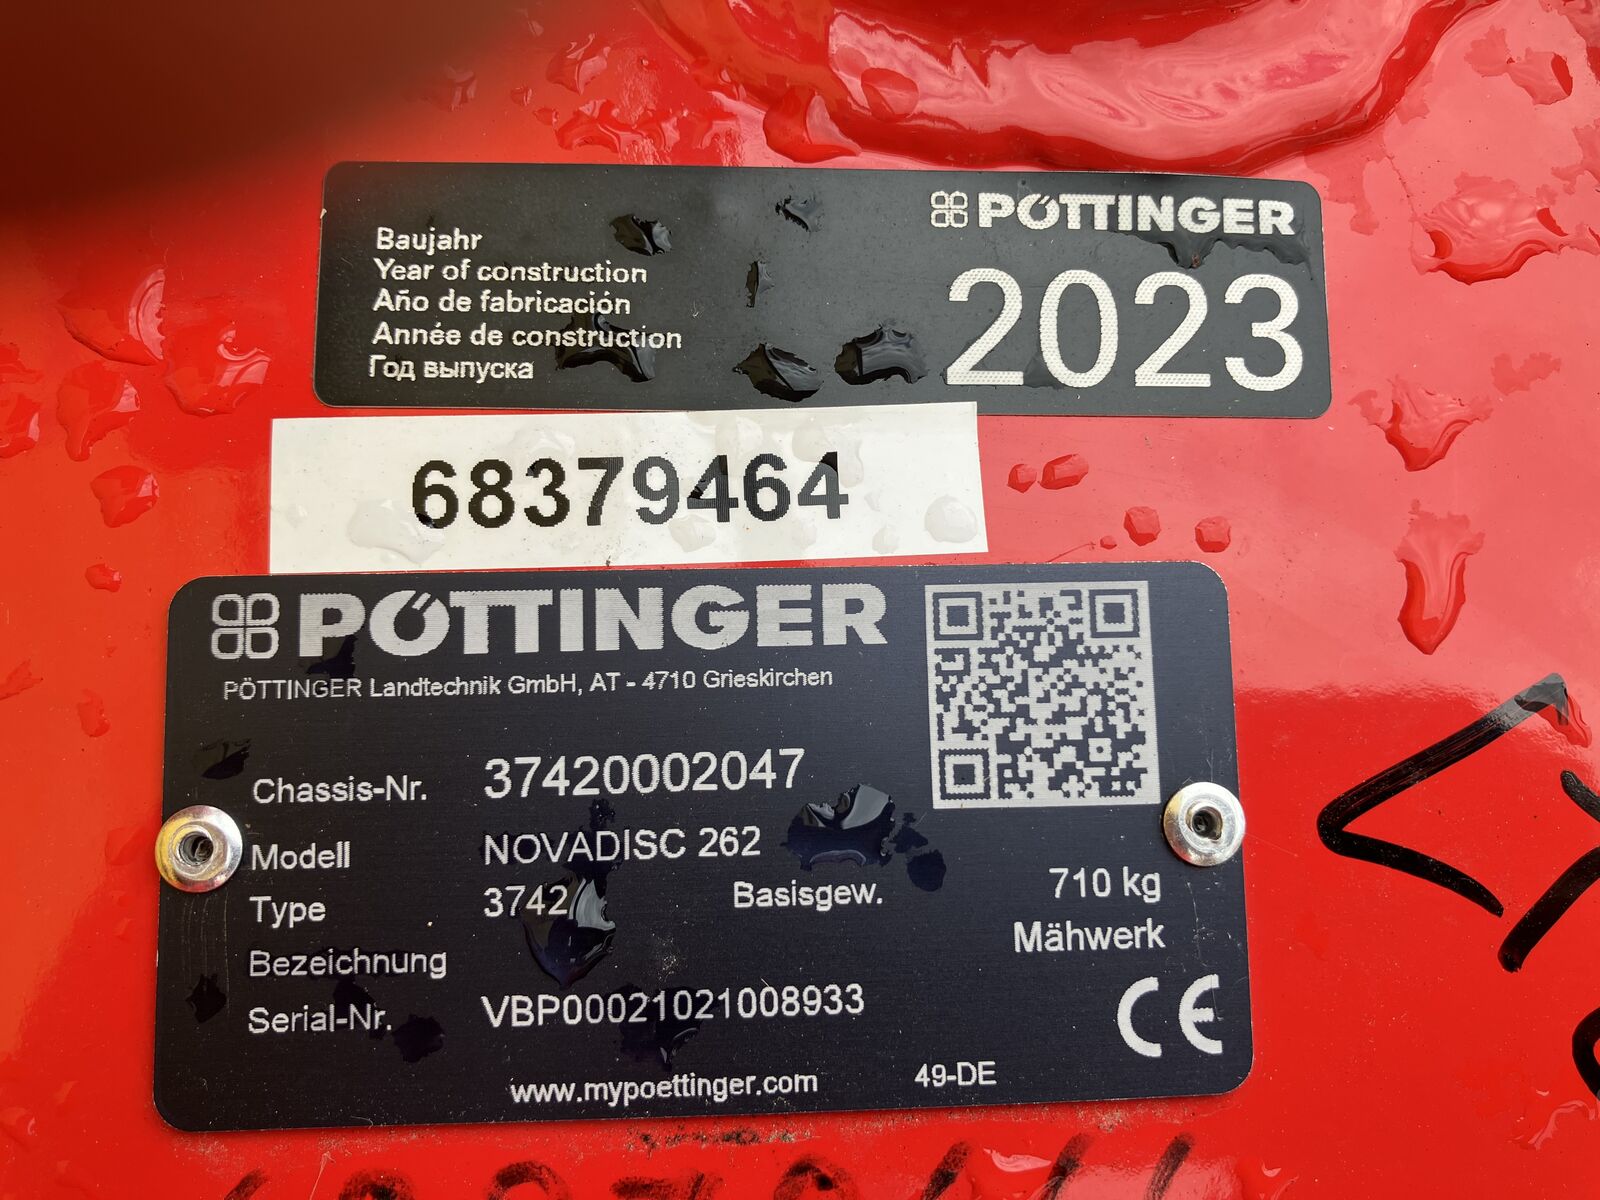 PÖTTINGER
Baujahr
Year of construction
Año de fabricación
Année de construction
Год выпуска
2023
68379464
PÖTTINGER
PÖTTINGER Landtechnik GmbH, AT - 4710 Grieskirchen
Chassis-Nr. 37420002047
Modell NOVADISC 262
Type 3742 Basisgew. 710 kg
Bezeichnung Mähwerk
Serial-Nr. VBP00021021008933
CE
www.mypoettinger.com 49-DE